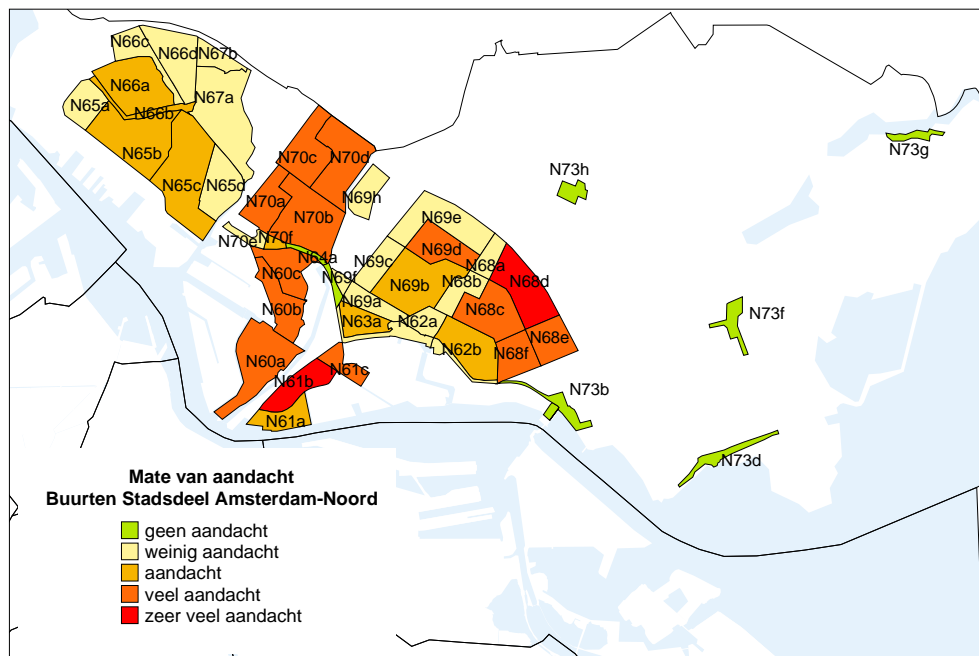 N66c
N66d
N67b
N66a
N67a
N65a
N66b
N65b
N65c
N65d
N70c
N70d
N73g
N73h
N70a
N69h
N70b
N69e
N70e
N70f
N69d
N64a
N69c
N68a
N60c
N69f
N68b
N68d
N69b
N69a
N68c
N60b
N63a
N62a
N73f
N68e
N62b
N68f
N60a
N61c
N61b
N73b
N61a
N73d
Mate van aandacht
Buurten Stadsdeel Amsterdam-Noord
geen aandacht
weinig aandacht
aandacht
veel aandacht
zeer veel aandacht